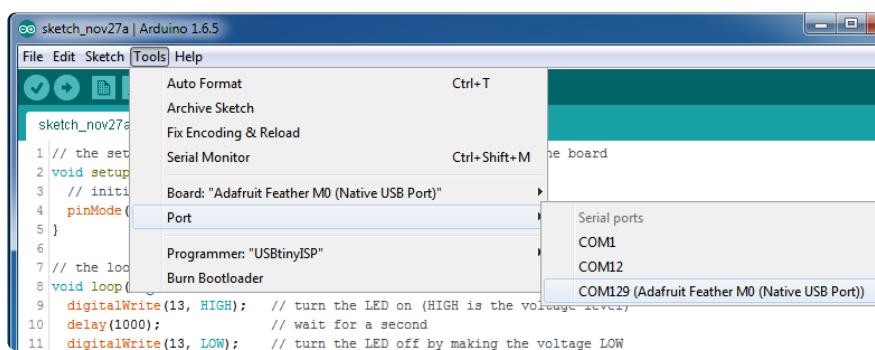 sketch_nov27a | Arduino 1.6.5
File Edit Sketch Tools Help
Auto Format Ctrl+T
Archive Sketch
sketch_nov27a
Fix Encoding & Reload
1 // the set
Serial Monitor Ctrl+Shift+M
board
2 void setup
3 // initi
Board: "Adafruit Feather M0 (Native USB Port)"
4 pinMode(
Port
Serial ports
5 }
COM1
6
Programmer: "USBtinyISP"
7 // the loo
COM12
8 void loop(
Burn Bootloader
COM129 (Adafruit Feather M0 (Native USB Port))
9 digitalWrite(13, HIGH); // turn the LED on (HIGH is the voltage level)
10 delay(1000); // wait for a second
11 digitalWrite(13, LOW); // turn the LED off by making the voltage LOW